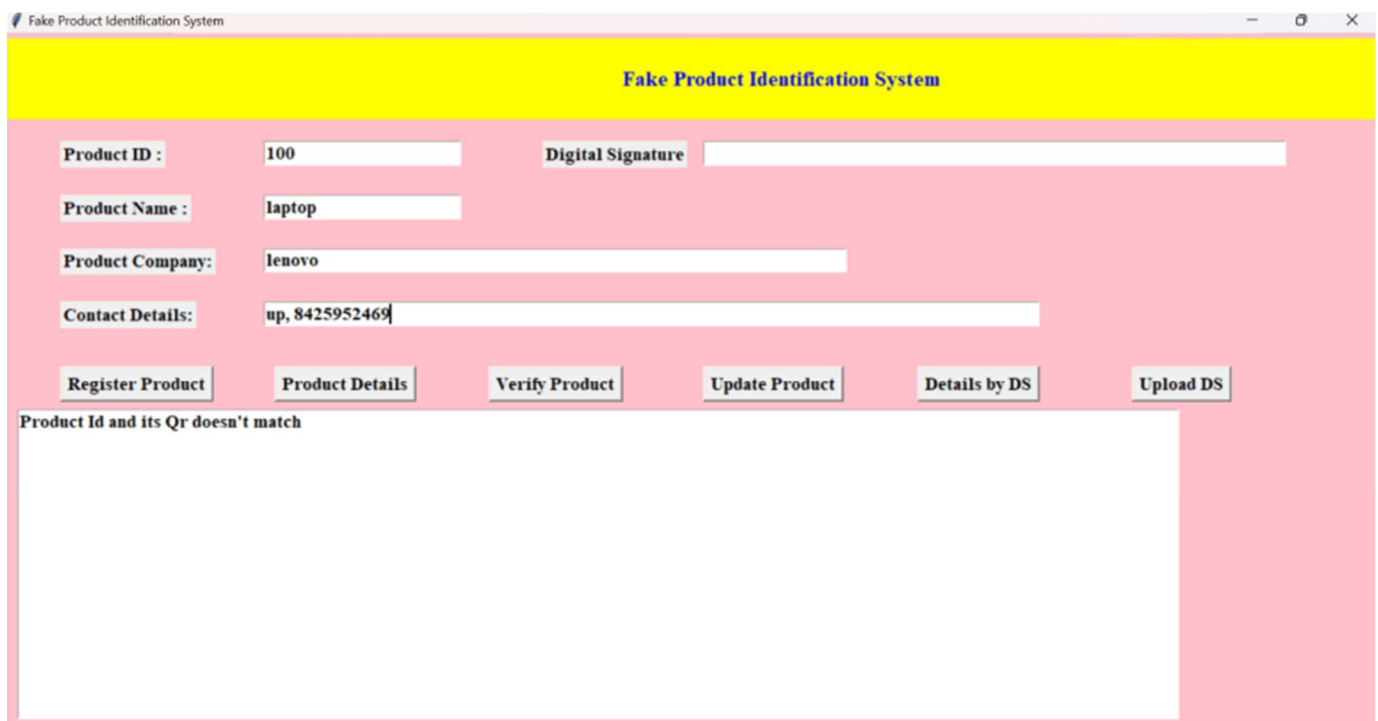 Fake Product Identification System
Fake Product Identification System
Product ID : 100 Digital Signature
Product Name : laptop
Product Company: lenovo
Contact Details: up, 8425952469
Register Product Product Details Verify Product Update Product Details by DS Upload DS
Product Id and its Qr doesn't match